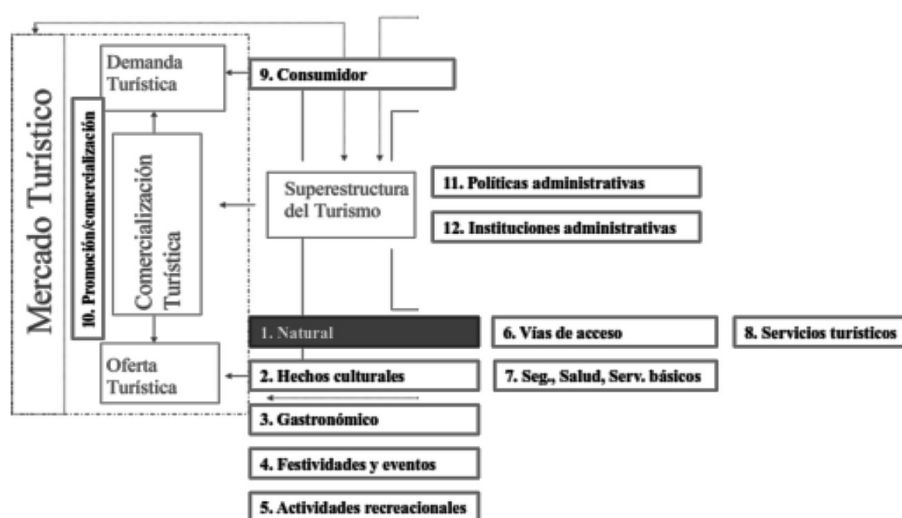 Mercado Turístico
Demanda
Turística
10. Promoción/comercialización
Comercialización
Turística
Oferta
Turística
9. Consumidor
Superestructura
del Turismo
11. Políticas administrativas
12. Instituciones administrativas
1. Natural
6. Vías de acceso
8. Servicios turísticos
2. Hechos culturales
7. Seg., Salud, Serv. básicos
3. Gastronómico
4. Festividades y eventos
5. Actividades recreacionales